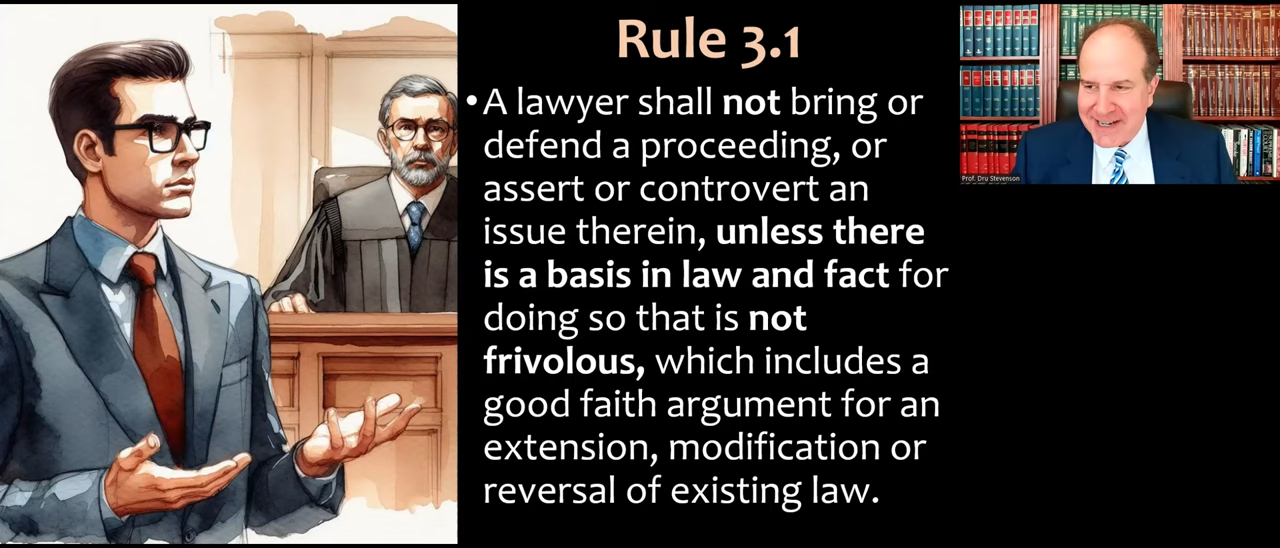 Rule 3.1
•A lawyer shall not bring or
defend a proceeding, or
assert or controvert an
issue therein, unless there
is a basis in law and fact for
doing so that is not
frivolous, which includes a
good faith argument for an
extension, modification or
reversal of existing law.
Prof. Dru Stevenson